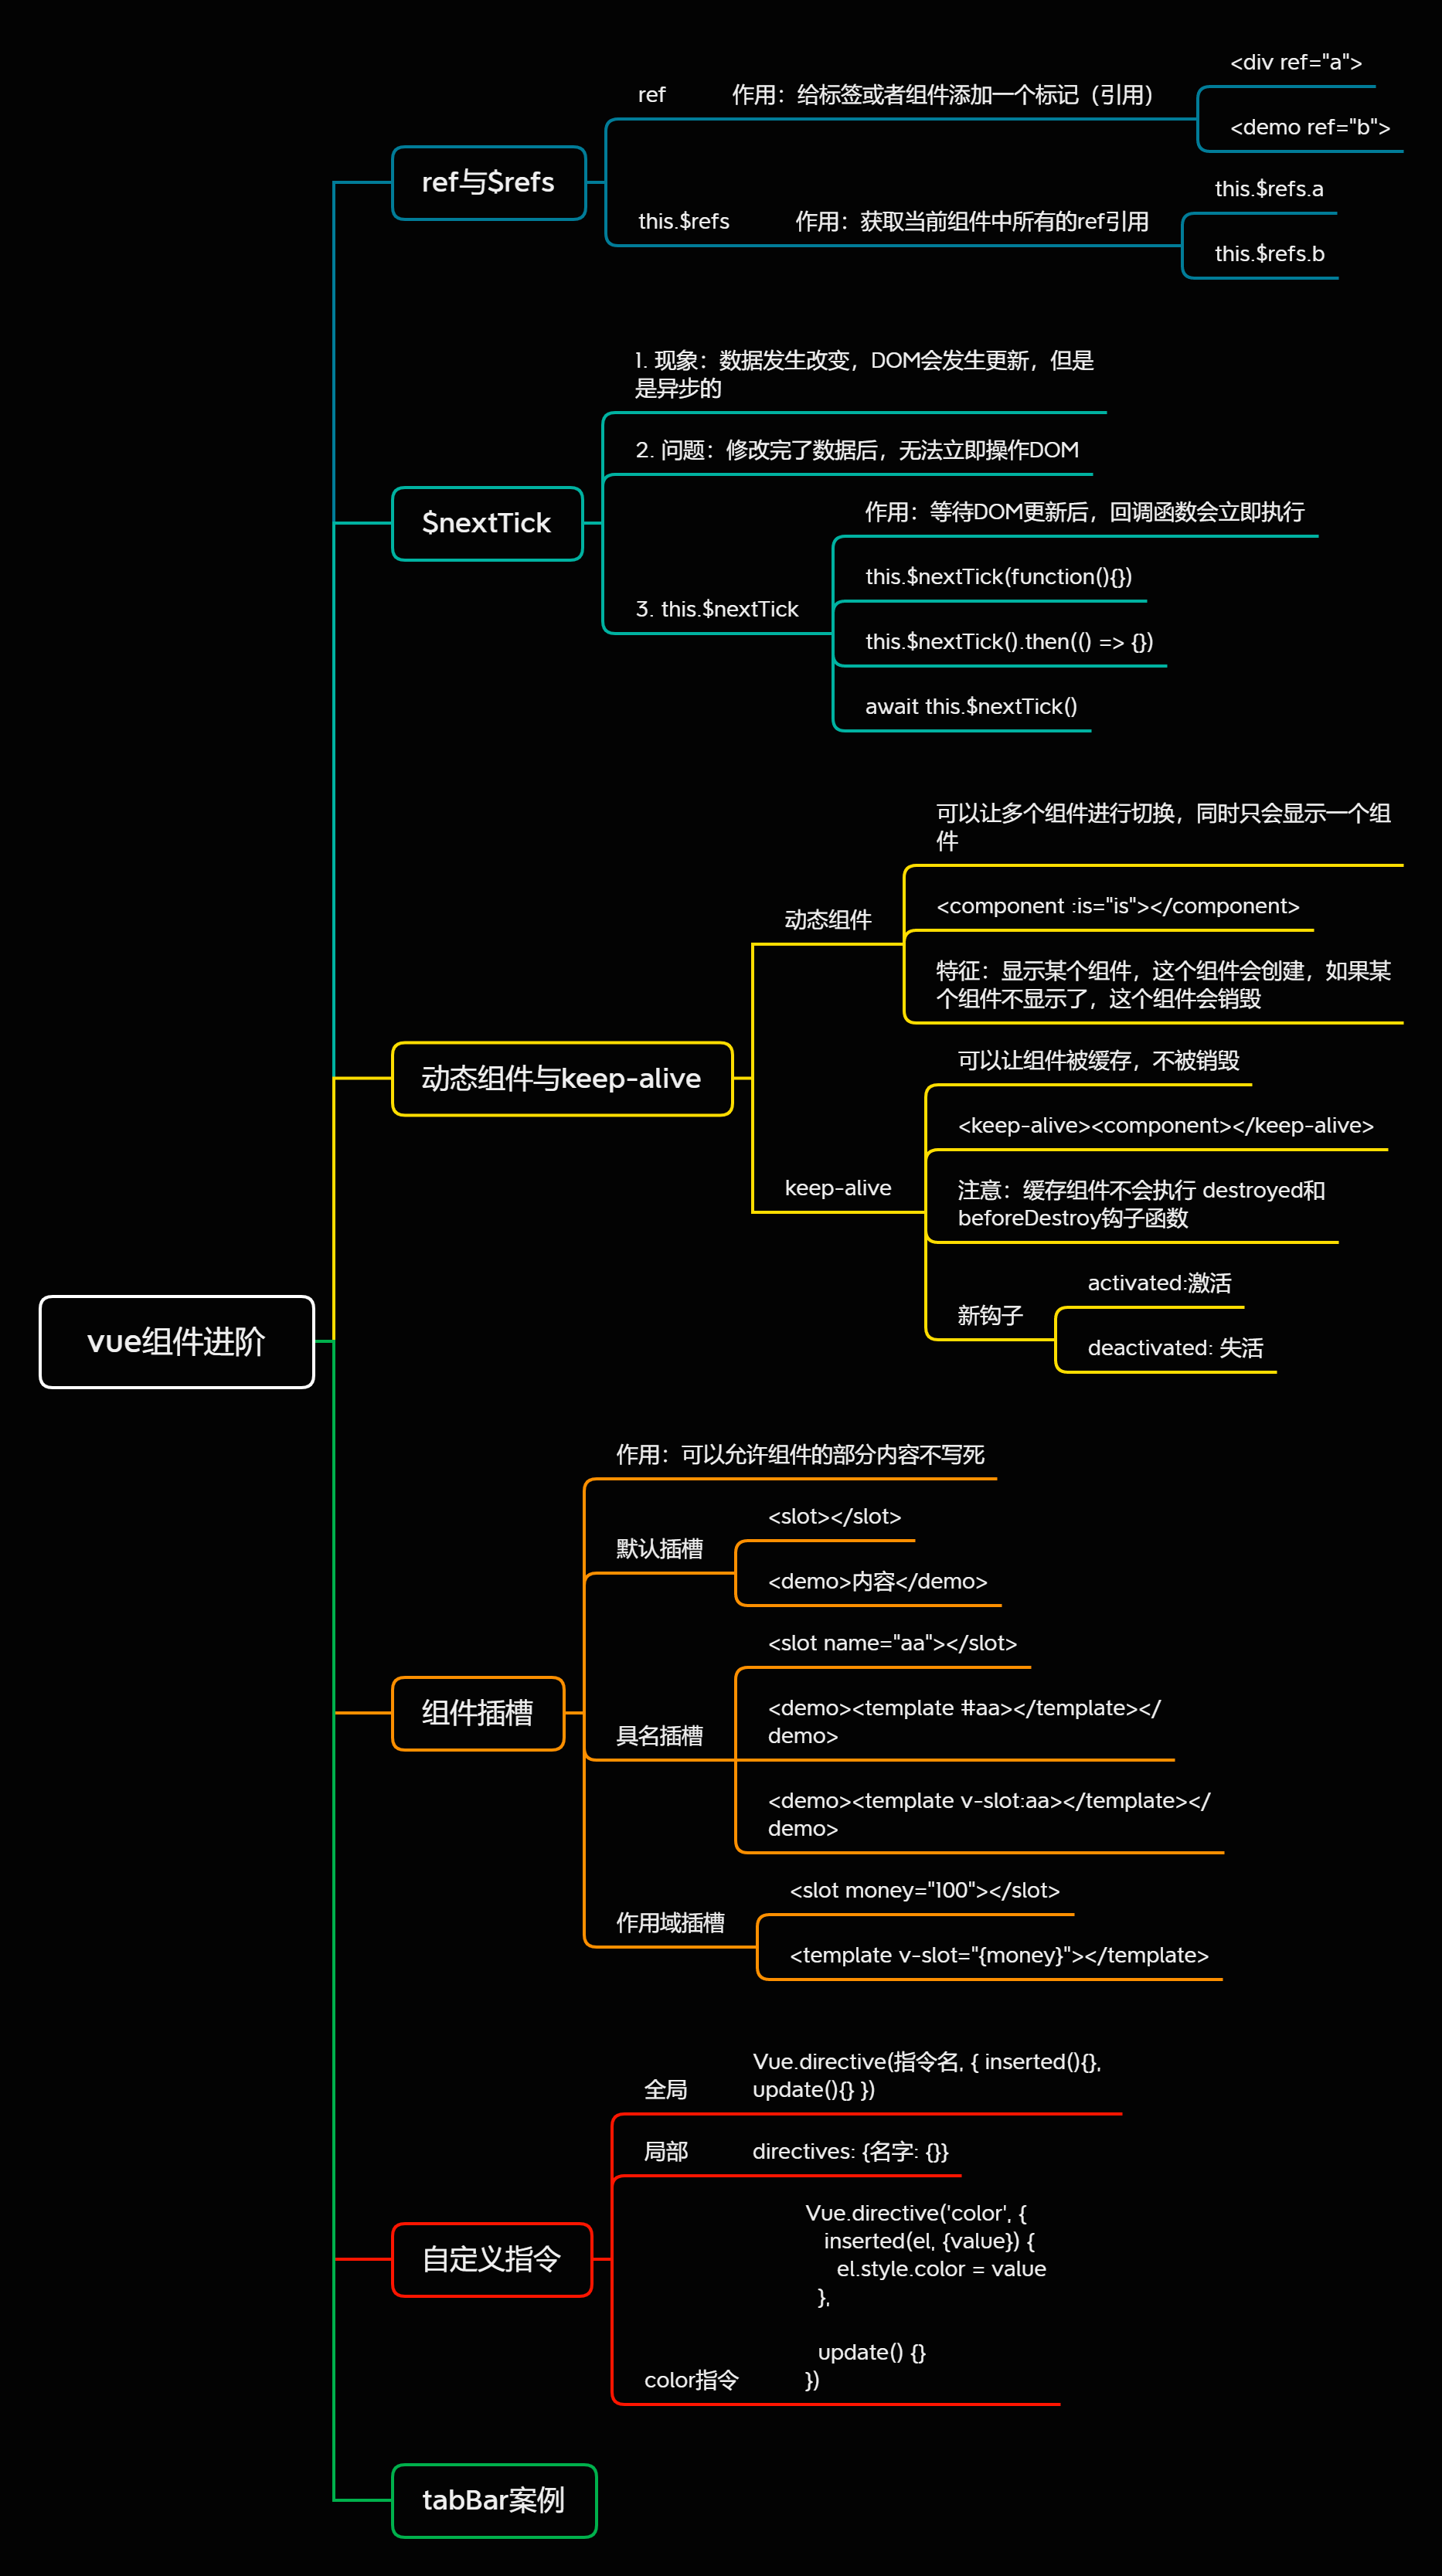 vue组件进阶
ref与$refs
ref
作用：给标签或者组件添加一个标记（引用）
<div ref="a">
<demo ref="b">
this.$refs
作用：获取当前组件中所有的ref引用
this.$refs.a
this.$refs.b
$nextTick
1. 现象：数据发生改变，DOM会发生更新，但是
是异步的
2. 问题：修改完了数据后，无法立即操作DOM
3. this.$nextTick
作用：等待DOM更新后，回调函数会立即执行
this.$nextTick(function(){})
this.$nextTick().then(() => {})
await this.$nextTick()
动态组件与keep-alive
动态组件
可以让多个组件进行切换，同时只会显示一个组
件
<component :is="is"></component>
特征：显示某个组件，这个组件会创建，如果某
个组件不显示了，这个组件会销毁
keep-alive
可以让组件被缓存，不被销毁
<keep-alive><component></keep-alive>
注意：缓存组件不会执行 destroyed和
beforeDestroy钩子函数
新钩子
activated:激活
deactivated: 失活
组件插槽
作用：可以允许组件的部分内容不写死
默认插槽
<slot></slot>
<demo>内容</demo>
具名插槽
<slot name="aa"></slot>
<demo><template #aa></template></
demo>
<demo><template v-slot:aa></template></
demo>
作用域插槽
<slot money="100"></slot>
<template v-slot="{money}"></template>
自定义指令
全局
Vue.directive(指令名, { inserted(){},
update(){} })
局部
directives: {名字: {}}
color指令
Vue.directive('color', {
inserted(el, {value}) {
el.style.color = value
},
update() {}
})
tabBar案例